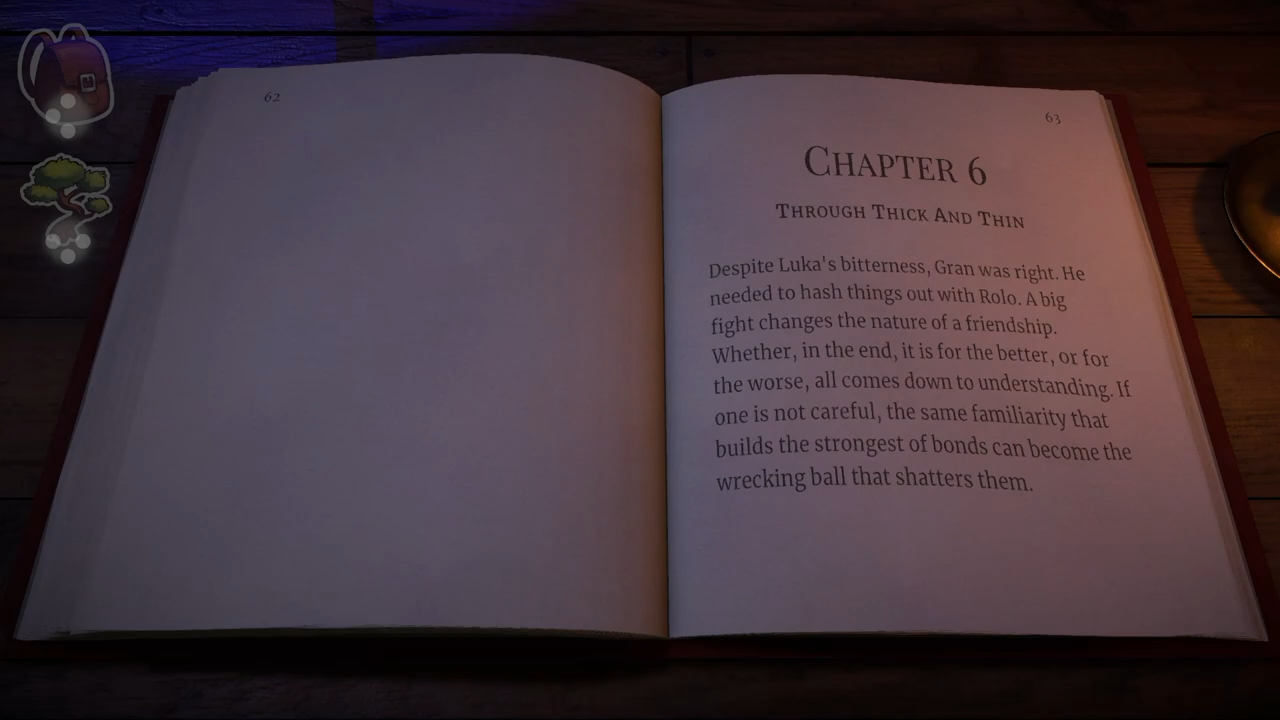 62
63
Chapter 6
Through Thick And Thin
Despite Luka's bitterness, Gran was right. He
needed to hash things out with Rolo. A big
fight changes the nature of a friendship.
Whether, in the end, it is for the better, or for
the worse, all comes down to understanding. If
one is not careful, the same familiarity that
builds the strongest of bonds can become the
wrecking ball that shatters them.